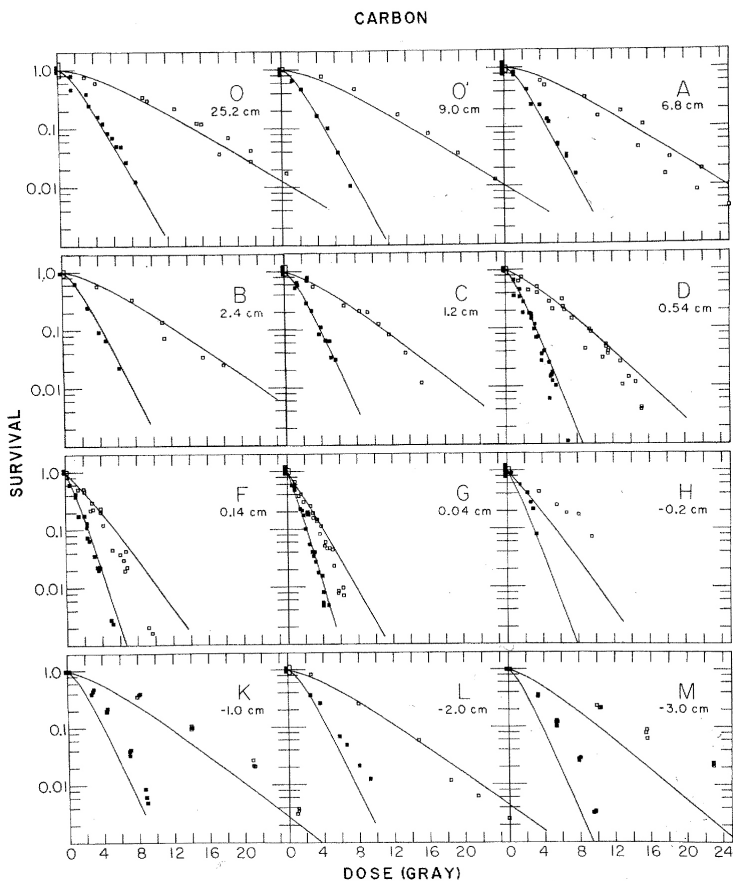 CARBON
O
25.2 cm
O'
9.0 cm
A
6.8 cm
1.0
0.1
0.01
B
2.4 cm
C
1.2 cm
D
0.54 cm
1.0
0.1
0.01
F
0.14 cm
G
0.04 cm
H
-0.2 cm
1.0
0.1
0.01
K
-1.0 cm
L
-2.0 cm
M
-3.0 cm
1.0
0.1
0.01
SURVIVAL
0 4 8 12 16 20 0 4 8 12 16 20 0 4 8 12 16 20 24
DOSE (GRAY)